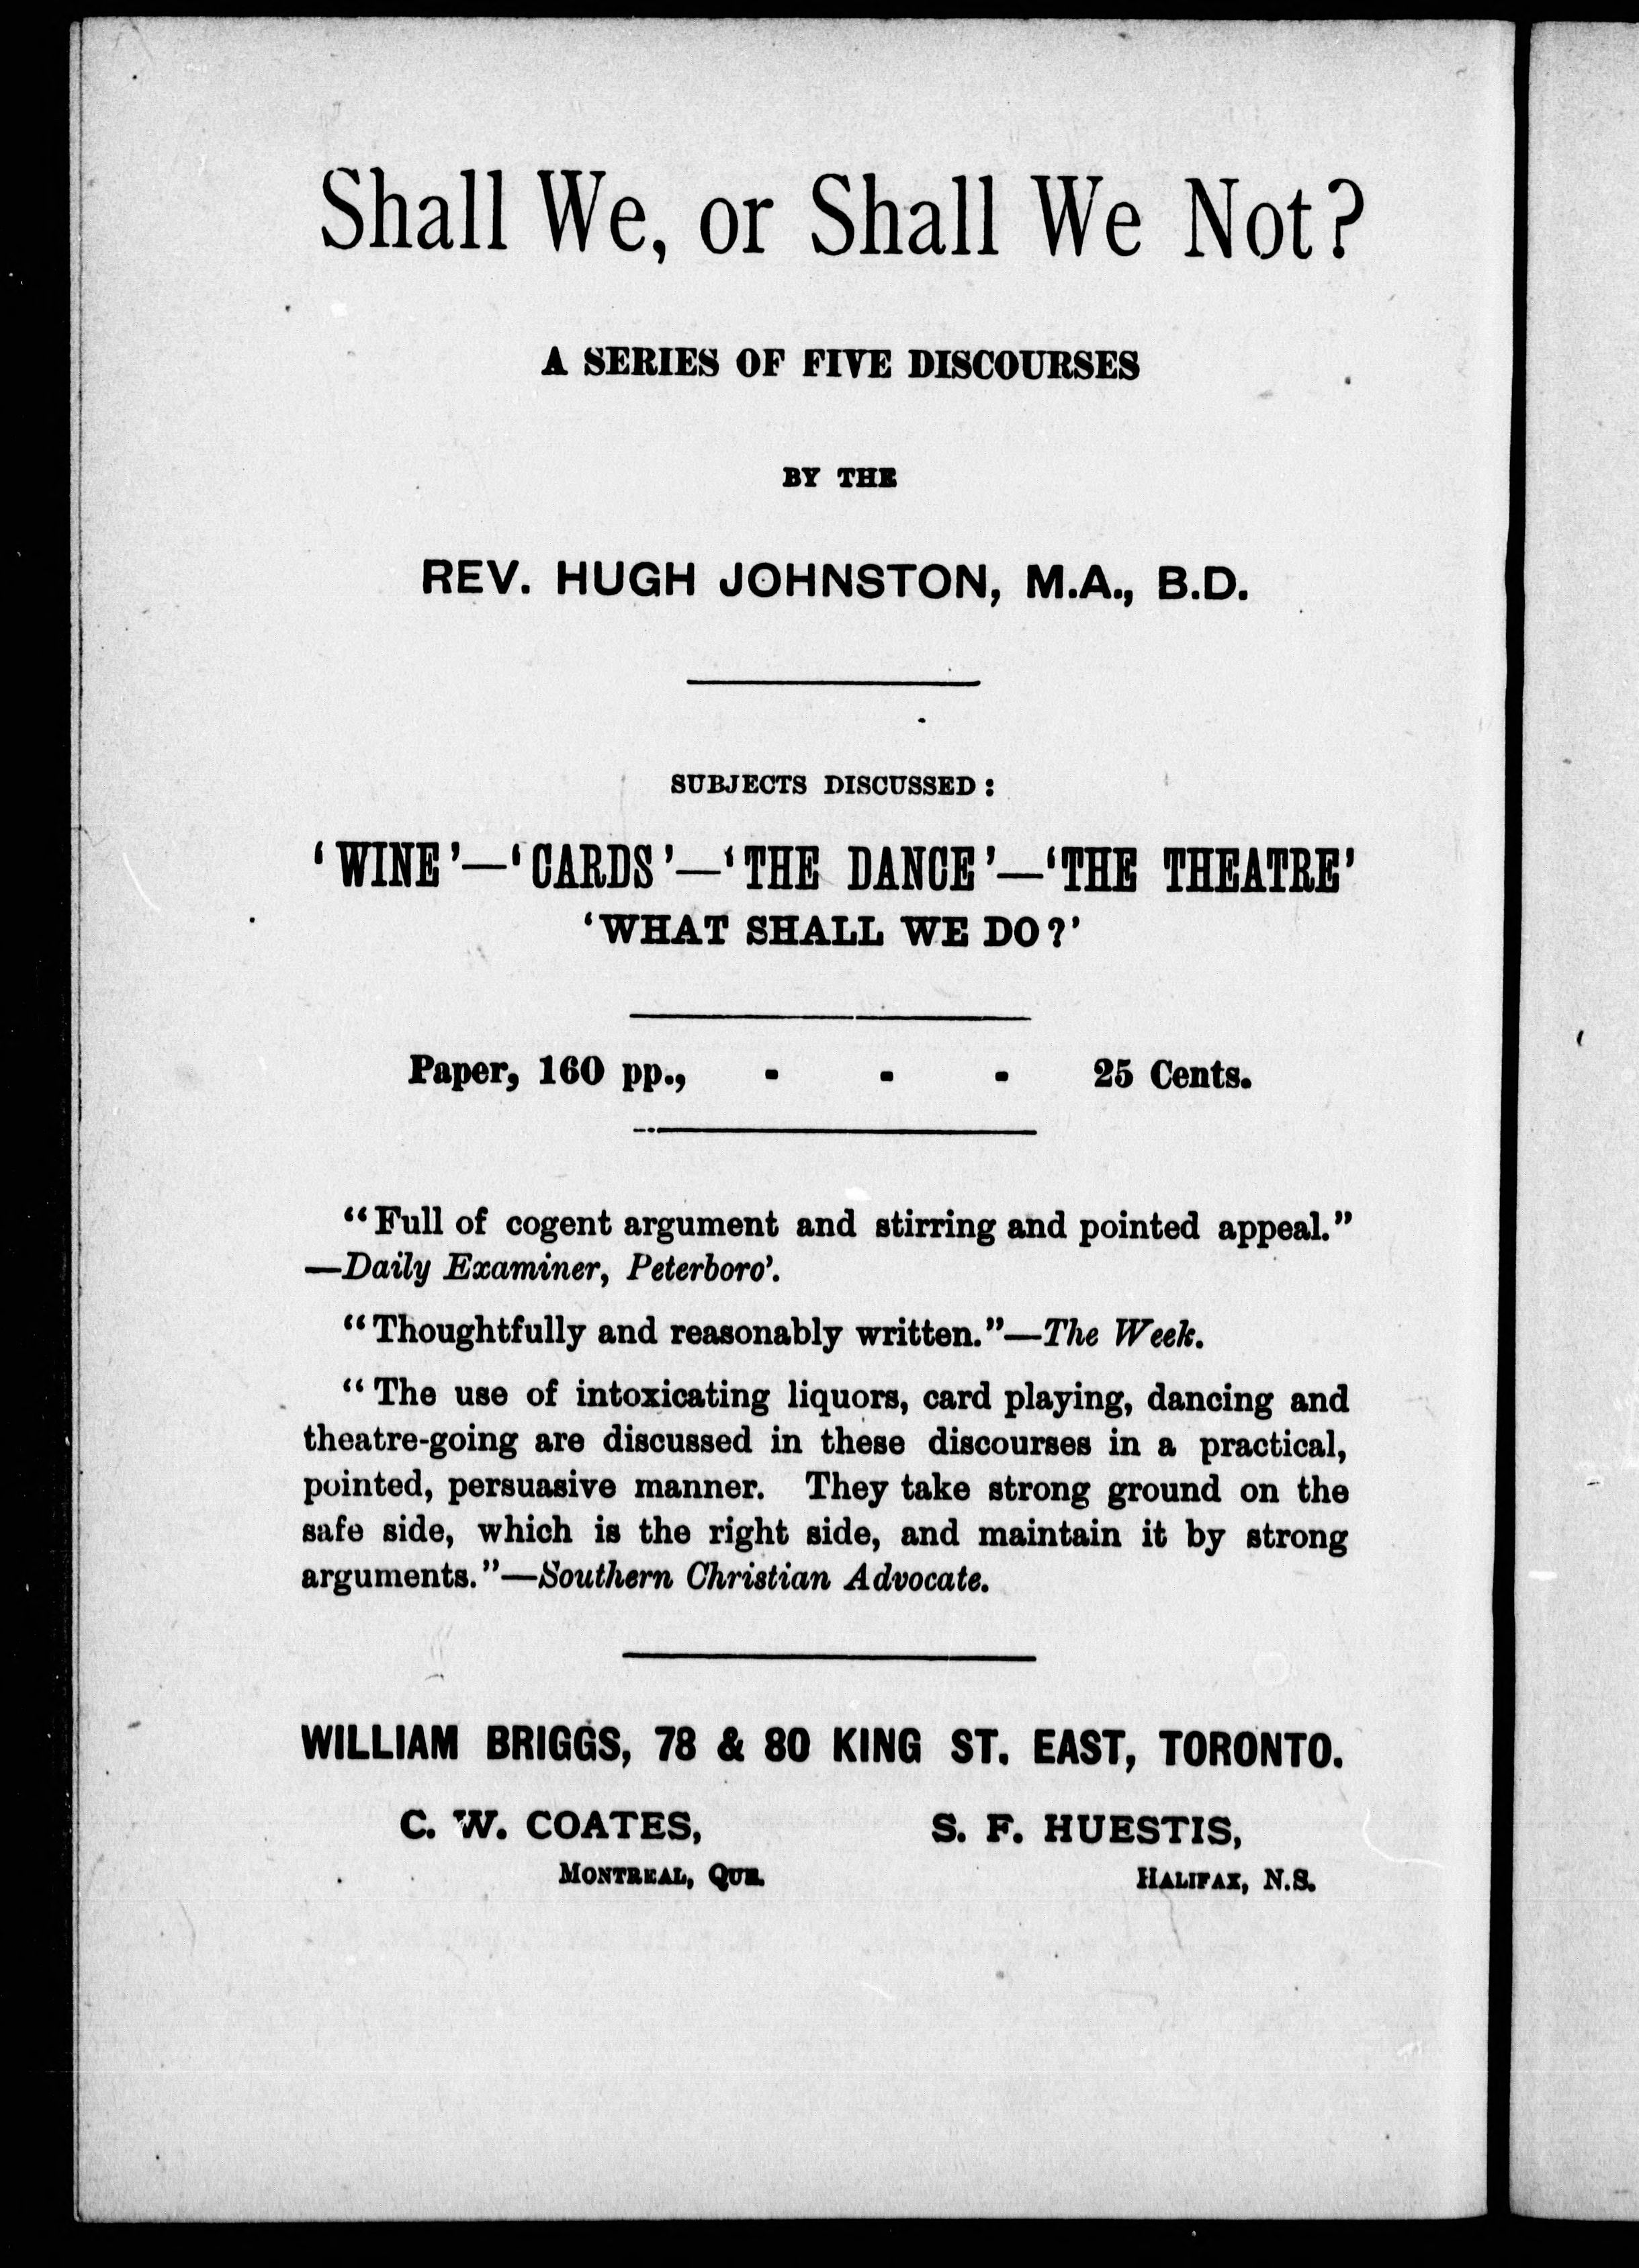 Shall We, or Shall We Not?
A SERIES OF FIVE DISCOURSES
BY THE
REV. HUGH JOHNSTON, M.A., B.D.
SUBJECTS DISCUSSED:
'WINE'—'CARDS'—'THE DANCE'—'THE THEATRE'
'WHAT SHALL WE DO?'
Paper, 160 pp., - - - 25 Cents.
"Full of cogent argument and stirring and pointed appeal."
—Daily Examiner, Peterboro'.
"Thoughtfully and reasonably written."—The Week.
"The use of intoxicating liquors, card playing, dancing and
theatre-going are discussed in these discourses in a practical,
pointed, persuasive manner. They take strong ground on the
safe side, which is the right side, and maintain it by strong
arguments."—Southern Christian Advocate.
WILLIAM BRIGGS, 78 & 80 KING ST. EAST, TORONTO.
C. W. COATES, S. F. HUESTIS,
MONTREAL, QUE. HALIFAX, N.S.